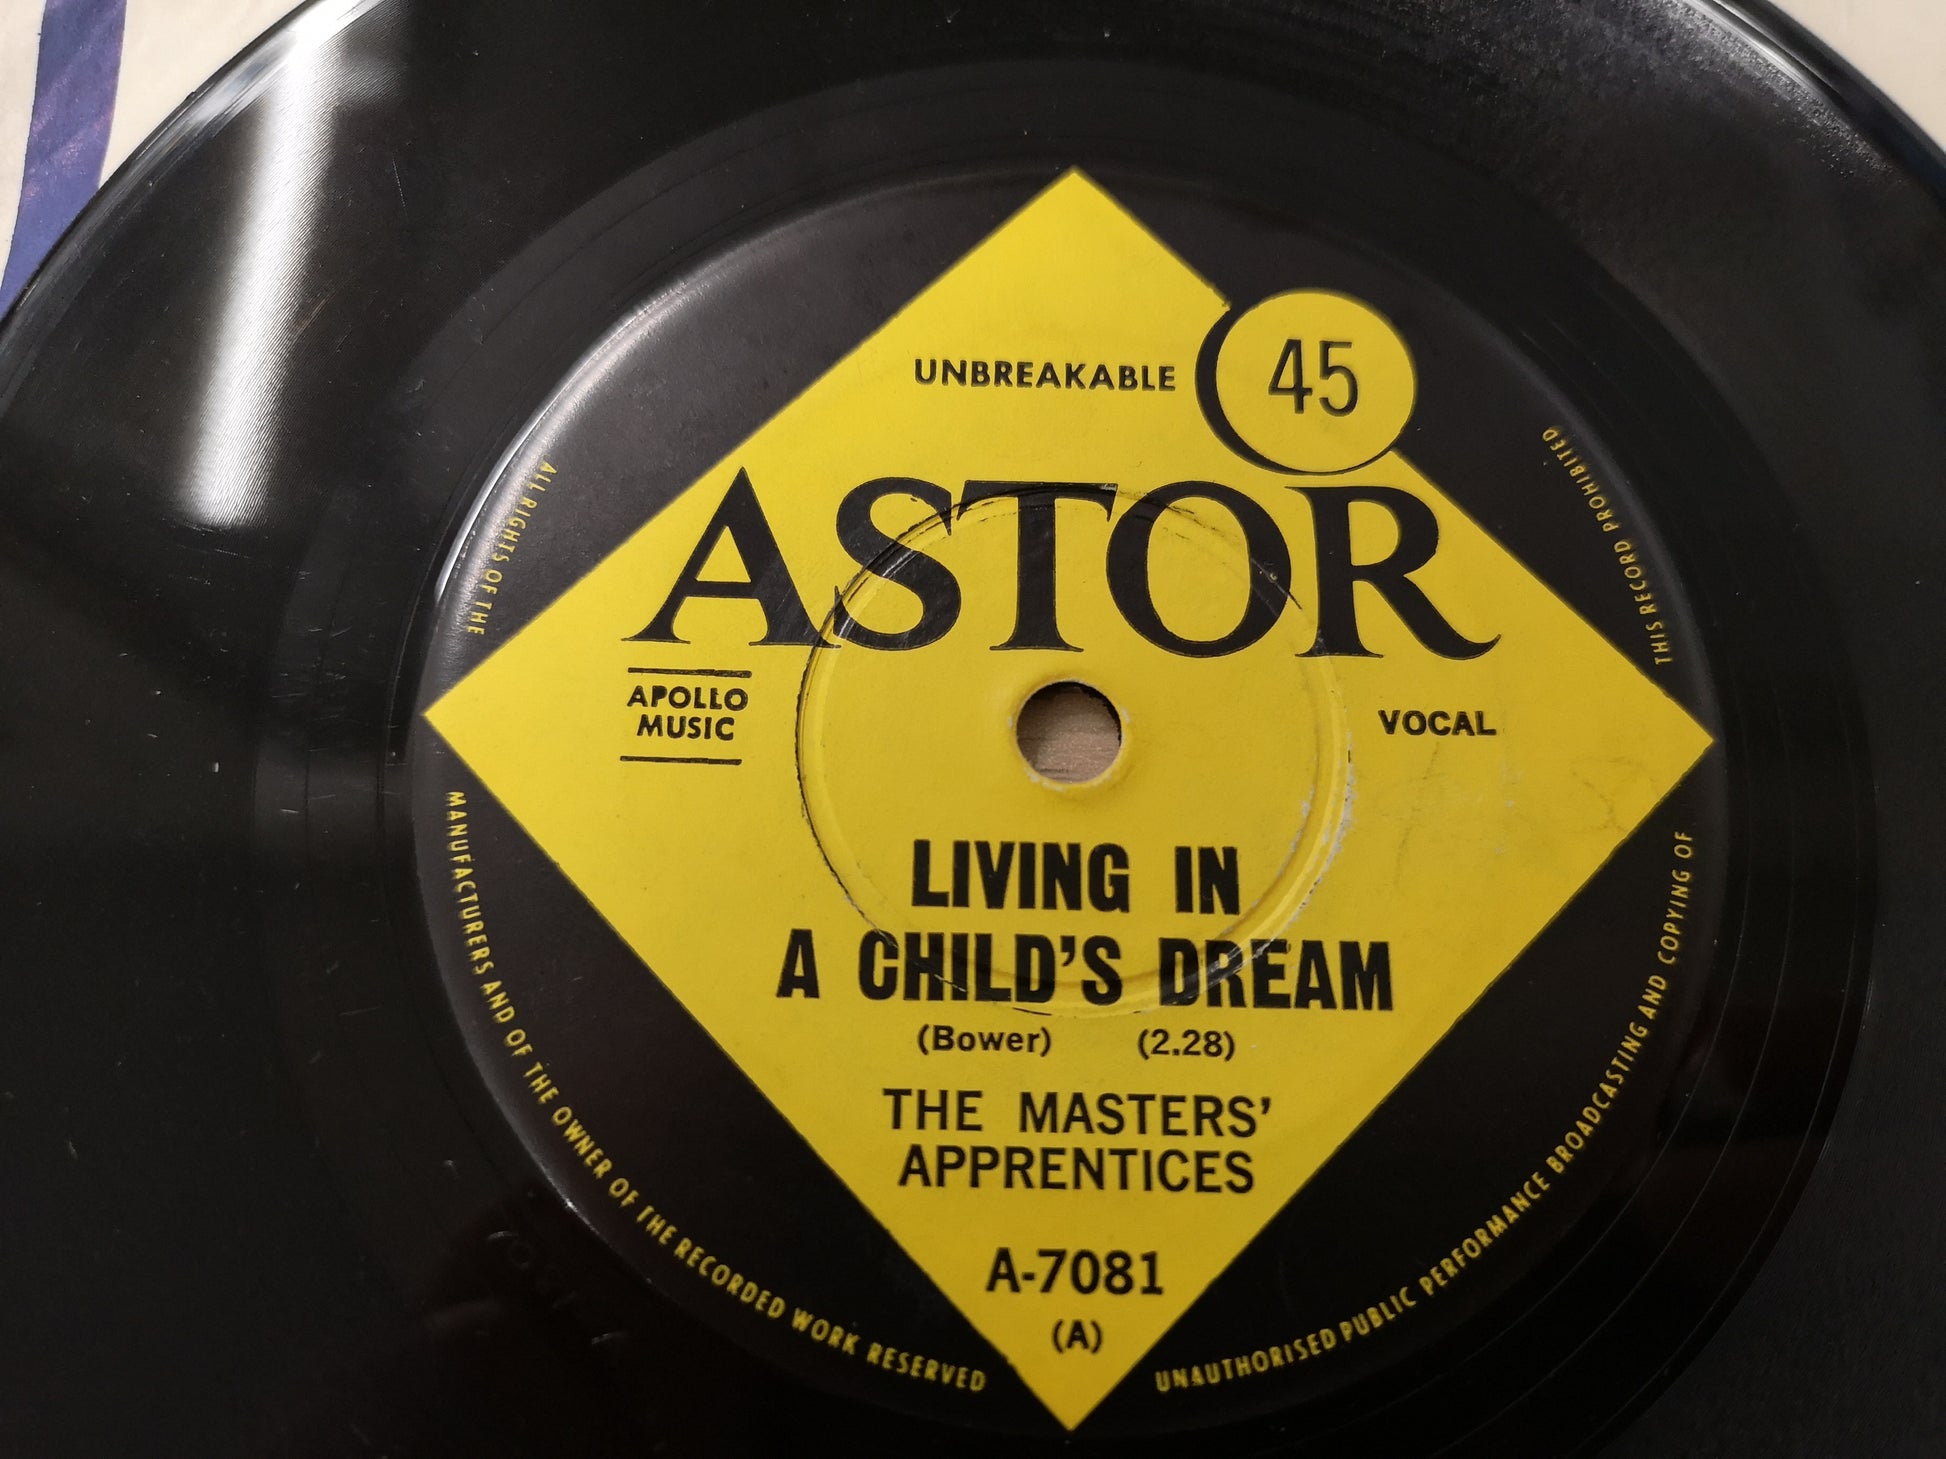 UNBREAKABLE
45
ASTOR
APOLLO
MUSIC
VOCAL
LIVING IN
A CHILD'S DREAM
(Bower) (2.28)
THE MASTERS'
APPRENTICES
A-7081
(A)
ALL RIGHTS OF THE
MANUFACTURERS AND OF THE OWNER OF THE RECORDED WORK RESERVED
UNAUTHORISED PUBLIC PERFORMANCE BROADCASTING AND COPYING OF
THIS RECORD PROHIBITED